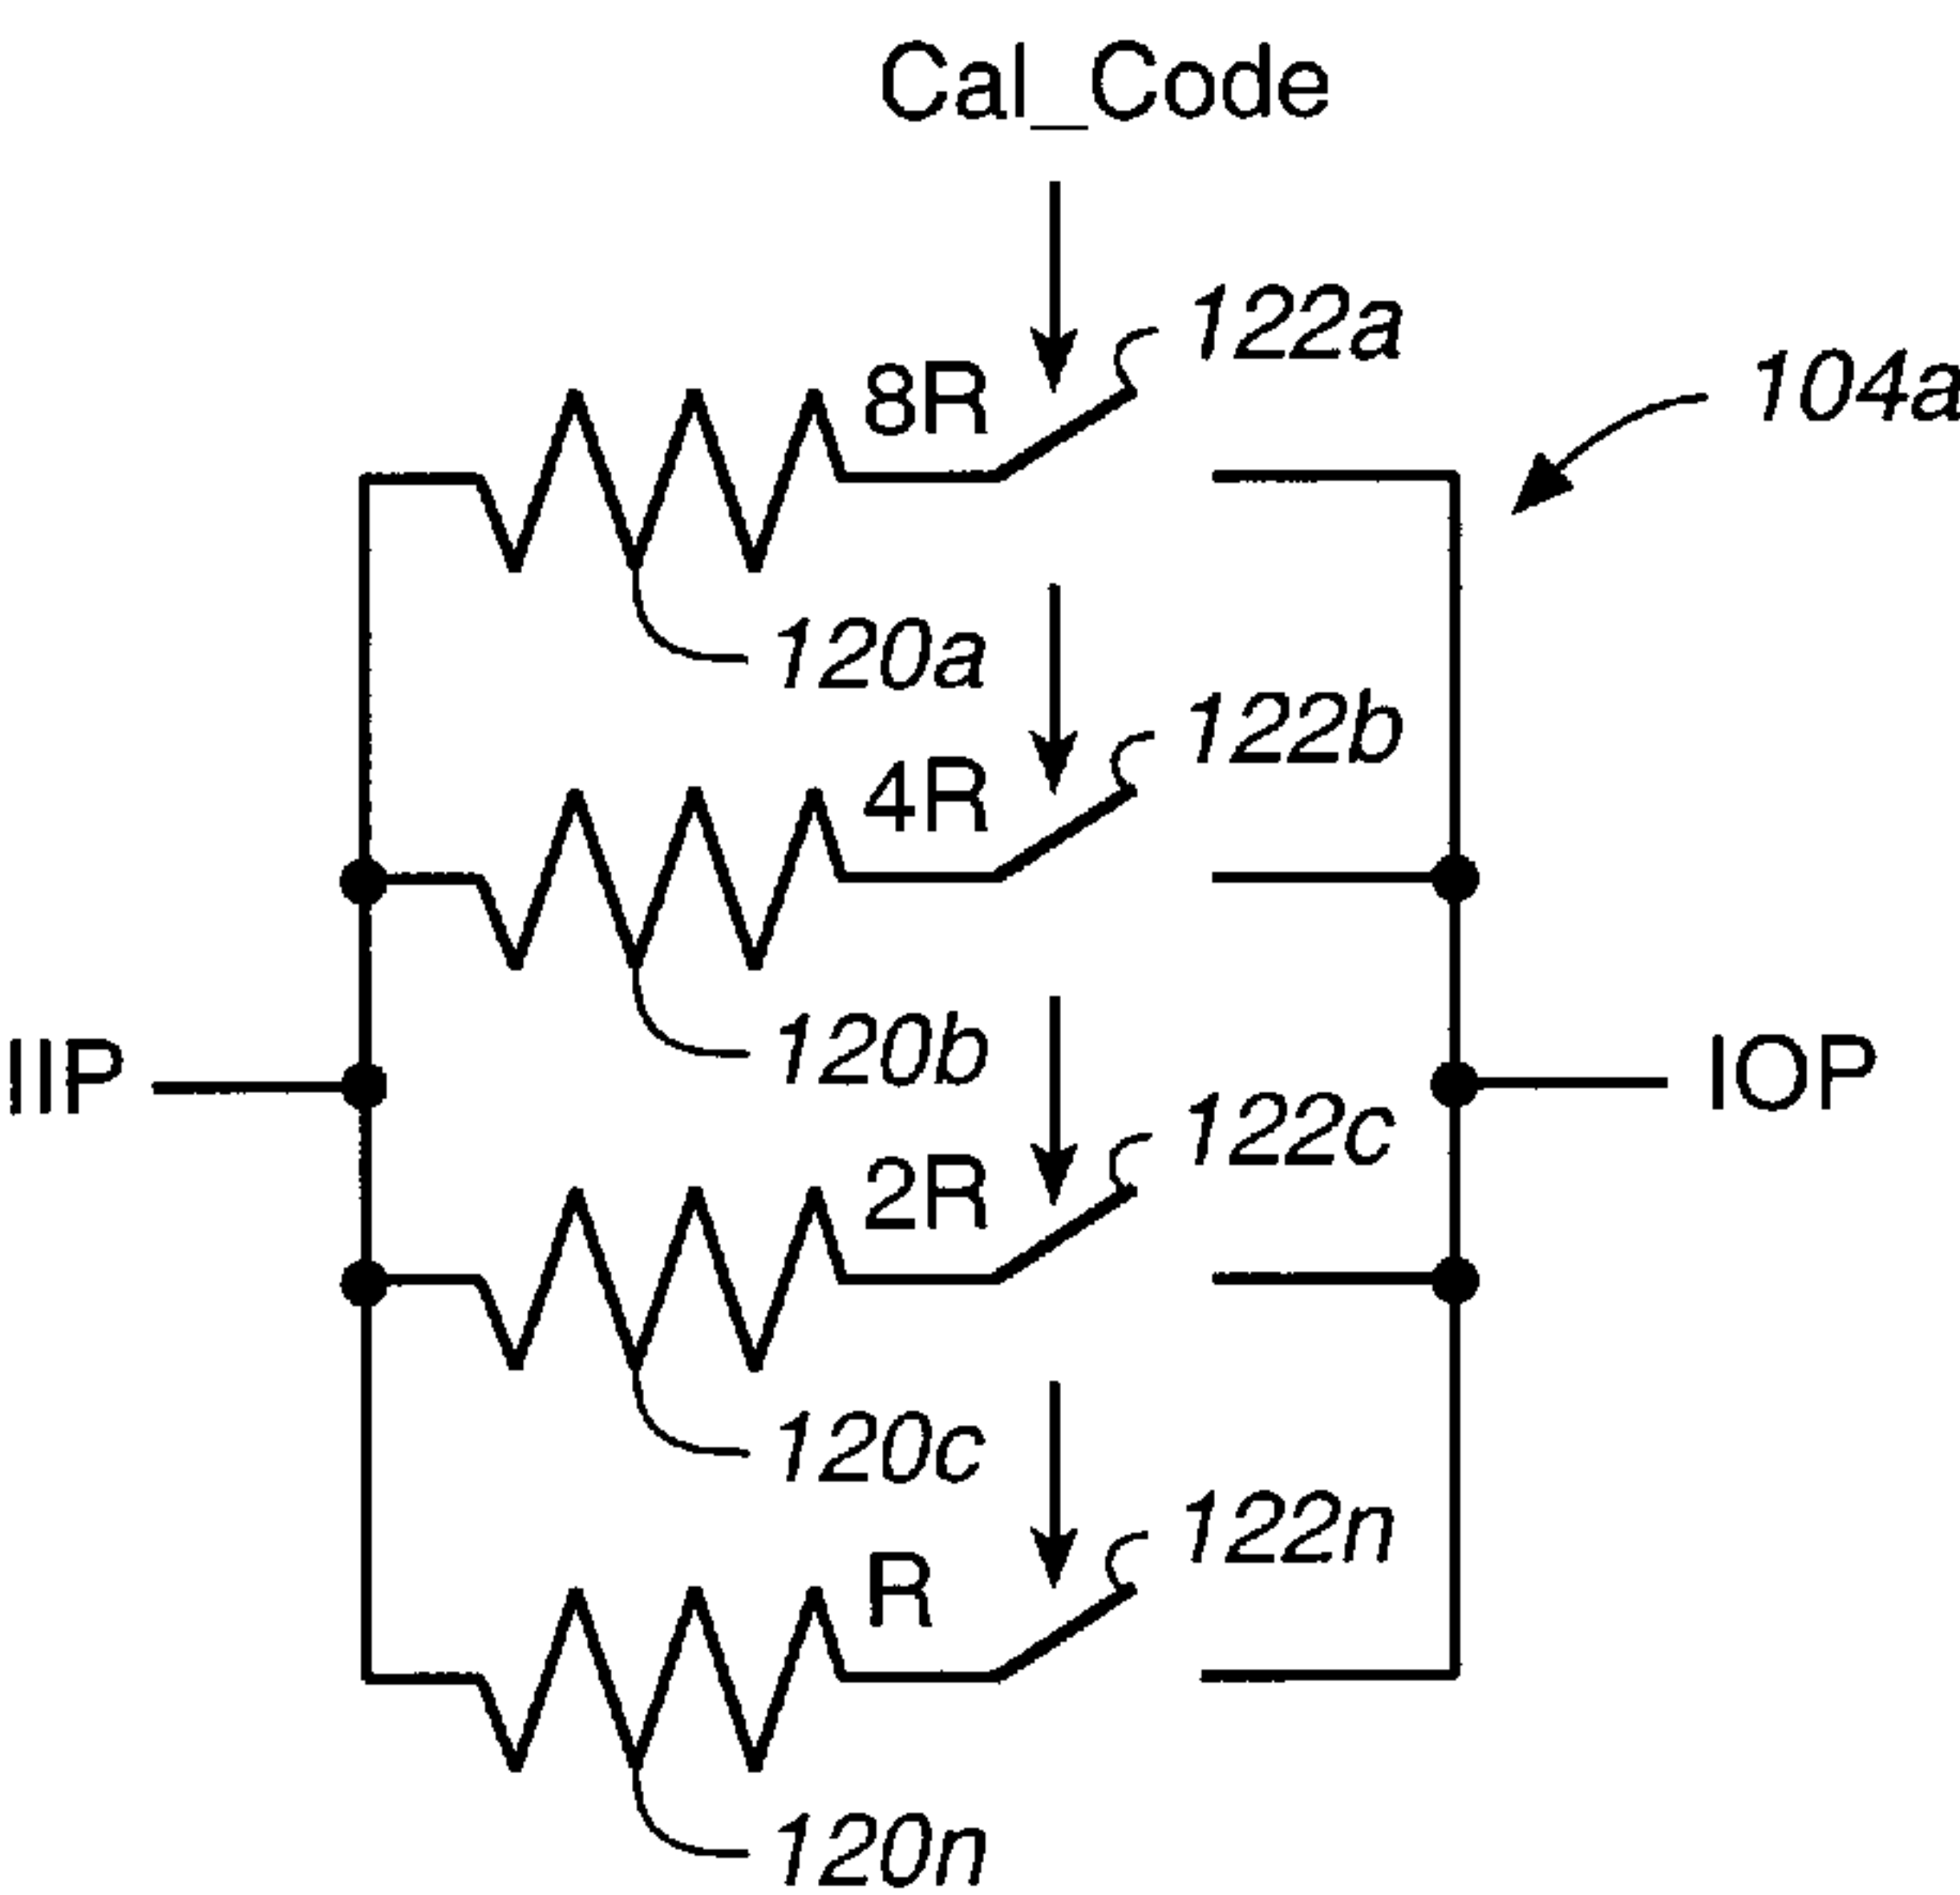 Cal_Code
122a
104a
8R
120a
122b
4R
120b
IIP
IOP
122c
2R
120c
122n
R
120n